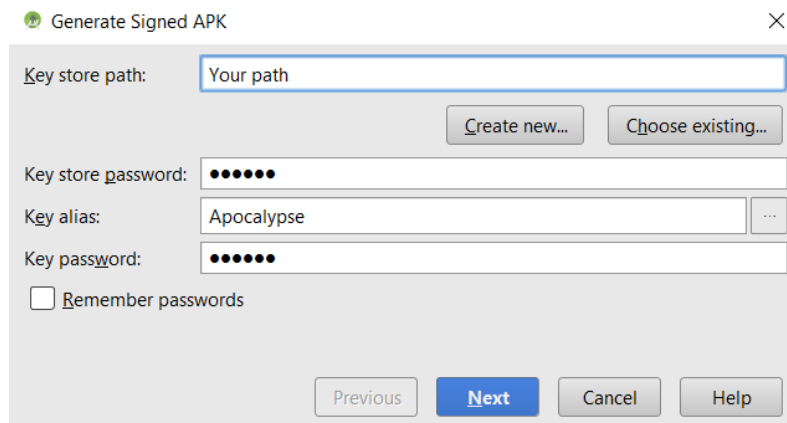 Generate Signed APK
Key store path: Your path
Create new... Choose existing...
Key store password: ●●●●●●
Key alias: Apocalypse ...
Key password: ●●●●●●
Remember passwords
Previous Next Cancel Help